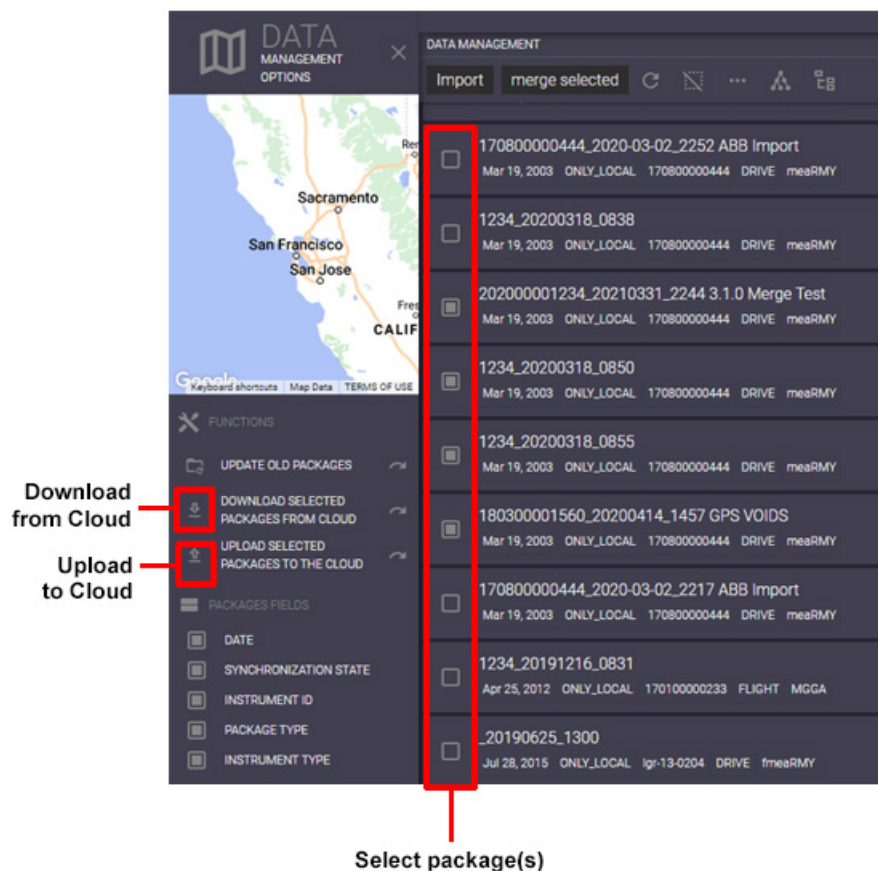 DATA
MANAGEMENT
OPTIONS
DATA MANAGEMENT
Import merge selected
Sacramento
San Francisco
San Jose
Fres
CALIF
Google
Keyboard shortcuts Map Data TERMS OF USE
FUNCTIONS
UPDATE OLD PACKAGES
DOWNLOAD SELECTED
PACKAGES FROM CLOUD
UPLOAD SELECTED
PACKAGES TO THE CLOUD
PACKAGES FIELDS
DATE
SYNCHRONIZATION STATE
INSTRUMENT ID
PACKAGE TYPE
INSTRUMENT TYPE
Download
from Cloud
Upload
to Cloud
170800000444_2020-03-02_2252 ABB Import
Mar 19, 2003 ONLY_LOCAL 170800000444 DRIVE meaRMY
1234_20200318_0838
Mar 19, 2003 ONLY_LOCAL 170800000444 DRIVE meaRMY
202000001234_20210331_2244 3.1.0 Merge Test
Mar 19, 2003 ONLY_LOCAL 170800000444 DRIVE meaRMY
1234_20200318_0850
Mar 19, 2003 ONLY_LOCAL 170800000444 DRIVE meaRMY
1234_20200318_0855
Mar 19, 2003 ONLY_LOCAL 170800000444 DRIVE meaRMY
180300001560_20200414_1457 GPS VOIDS
Mar 19, 2003 ONLY_LOCAL 170800000444 DRIVE meaRMY
170800000444_2020-03-02_2217 ABB Import
Mar 19, 2003 ONLY_LOCAL 170800000444 DRIVE meaRMY
1234_20191216_0831
Apr 25, 2012 ONLY_LOCAL 170100000233 FLIGHT MGGA
_20190625_1300
Jul 28, 2015 ONLY_LOCAL lgr-13-0204 DRIVE fmeaRMY
Select package(s)